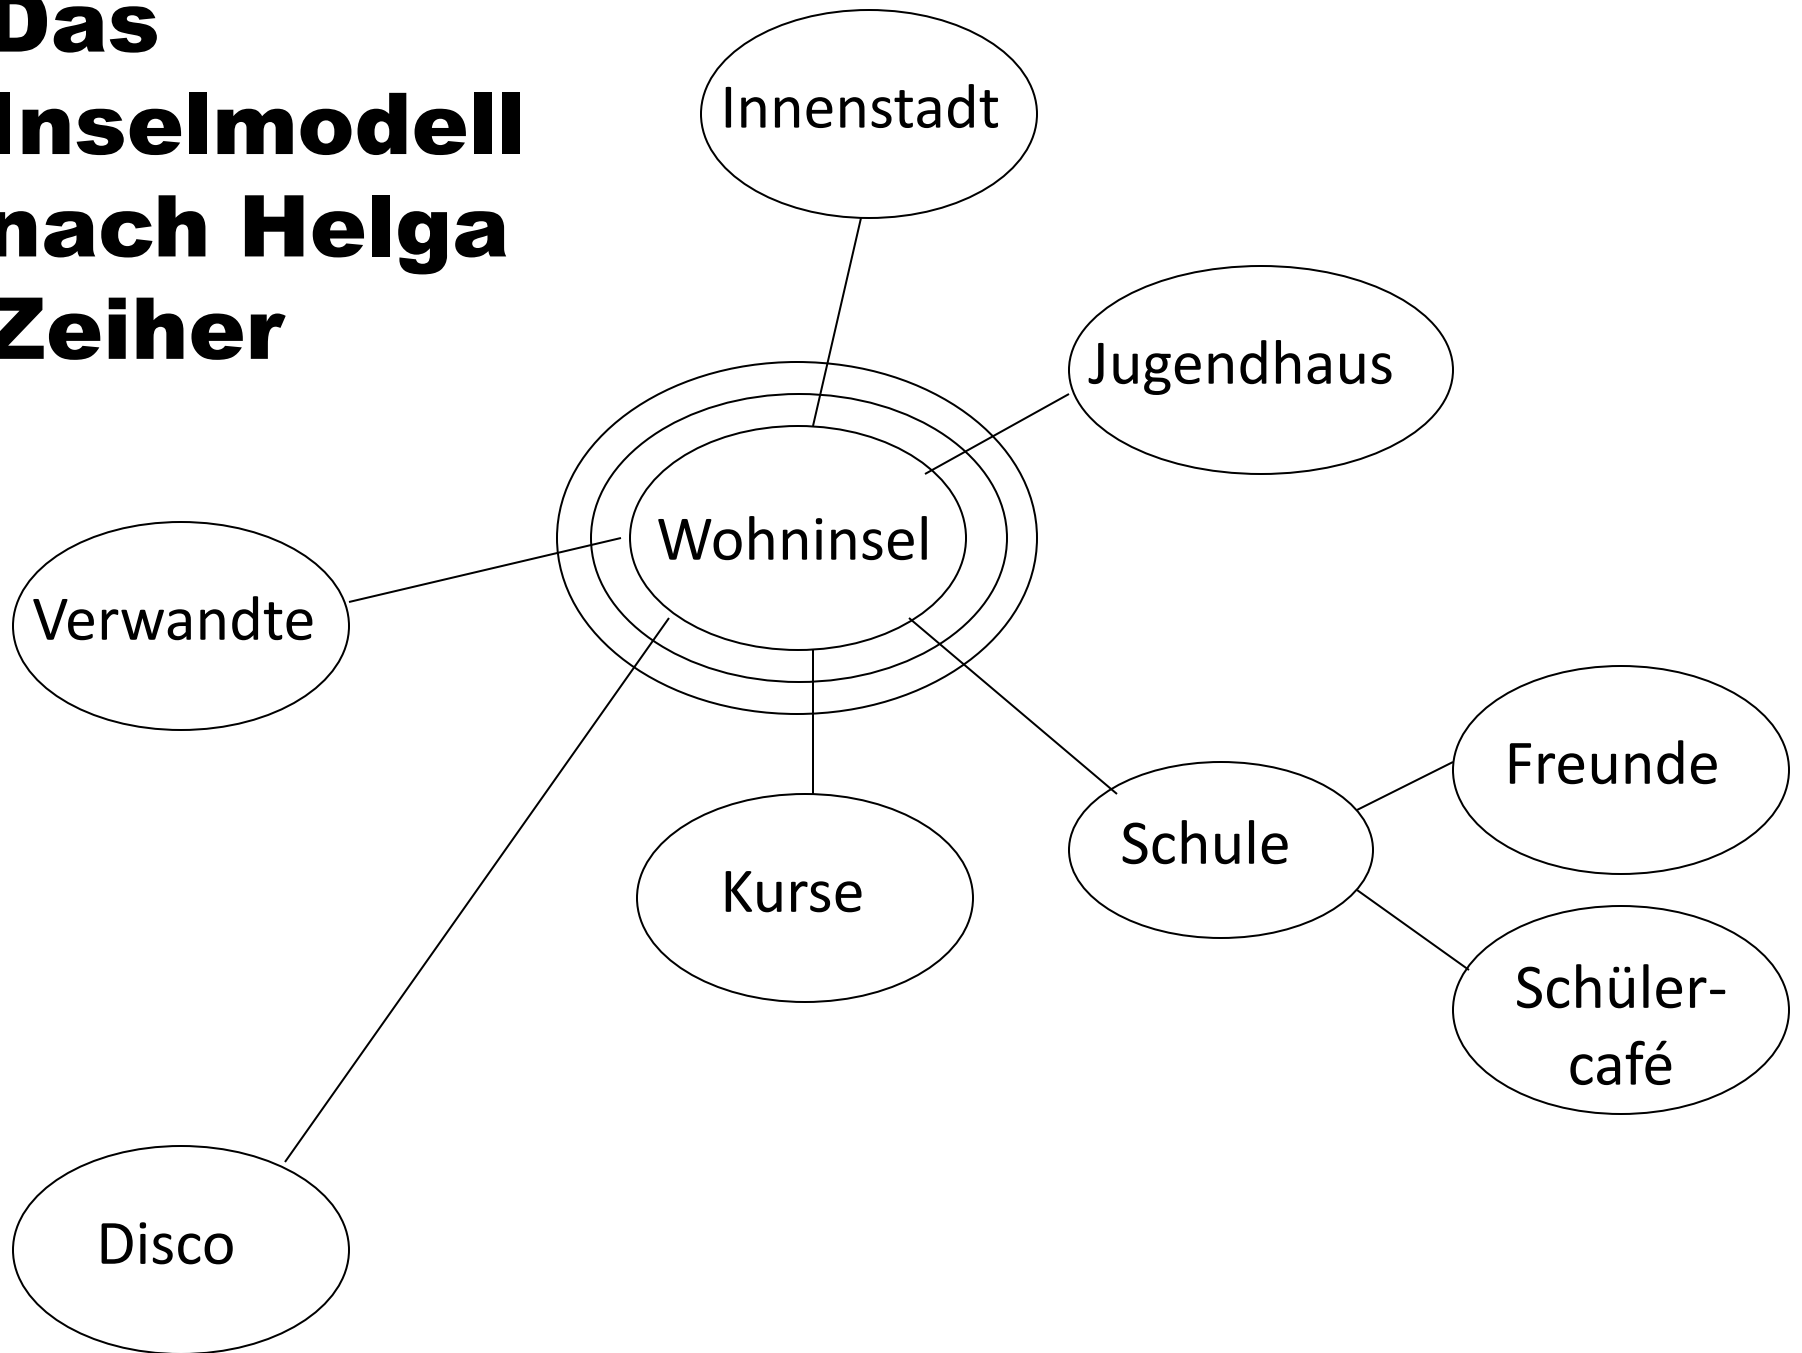 Das
Inselmodell
nach Helga
Zeiher
Innenstadt
Jugendhaus
Wohninsel
Verwandte
Freunde
Schule
Kurse
Schüler-
café
Disco